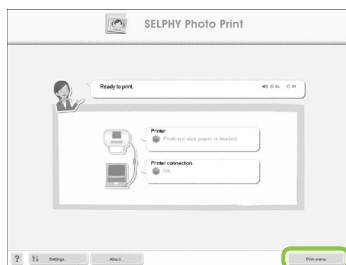 SELPHY Photo Print
Ready to print.
Printer
Postcard size paper is loaded.
Printer connection
OK.
? Settings... About...
Print menu